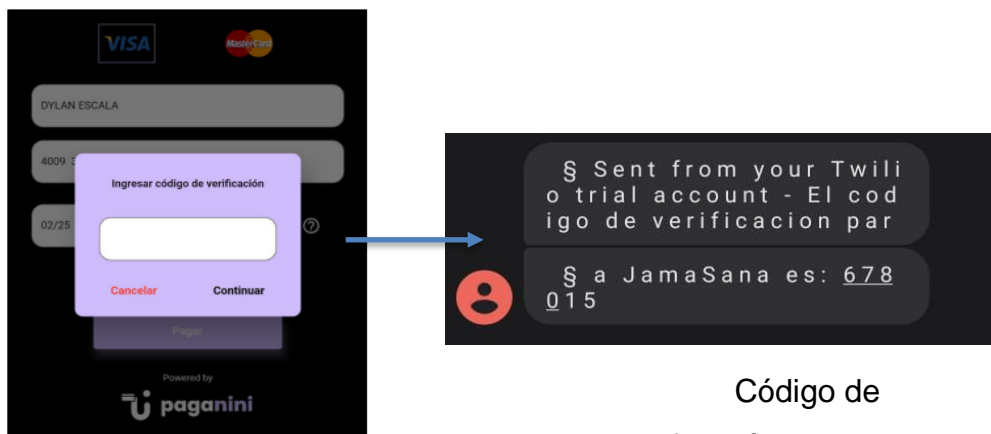 VISA
MasterCard
DYLAN ESCALA
4009
Ingresar código de verificación
02/25
?
Cancelar
Continuar
Pagar
Powered by
paganini
§ Sent from your Twili
o trial account - El cod
igo de verificacion par
§ a JamaSana es: 678
015
Código de